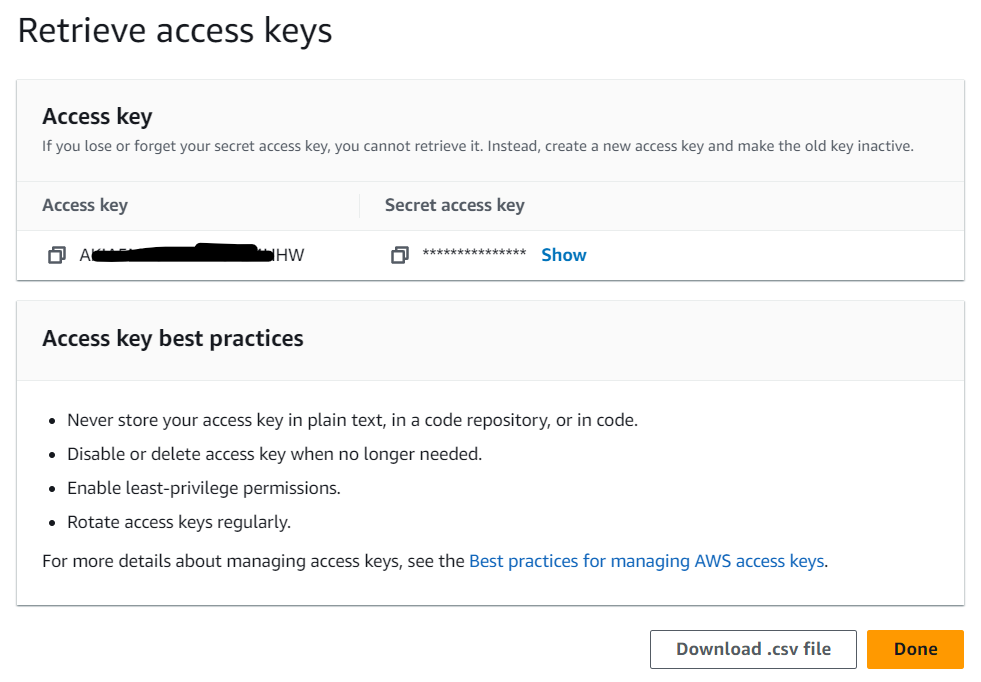 Retrieve access keys
Access key
If you lose or forget your secret access key, you cannot retrieve it. Instead, create a new access key and make the old key inactive.
Access key Secret access key
*************** Show
Access key best practices
• Never store your access key in plain text, in a code repository, or in code.
• Disable or delete access key when no longer needed.
• Enable least-privilege permissions.
• Rotate access keys regularly.
For more details about managing access keys, see the Best practices for managing AWS access keys.
Download .csv file Done